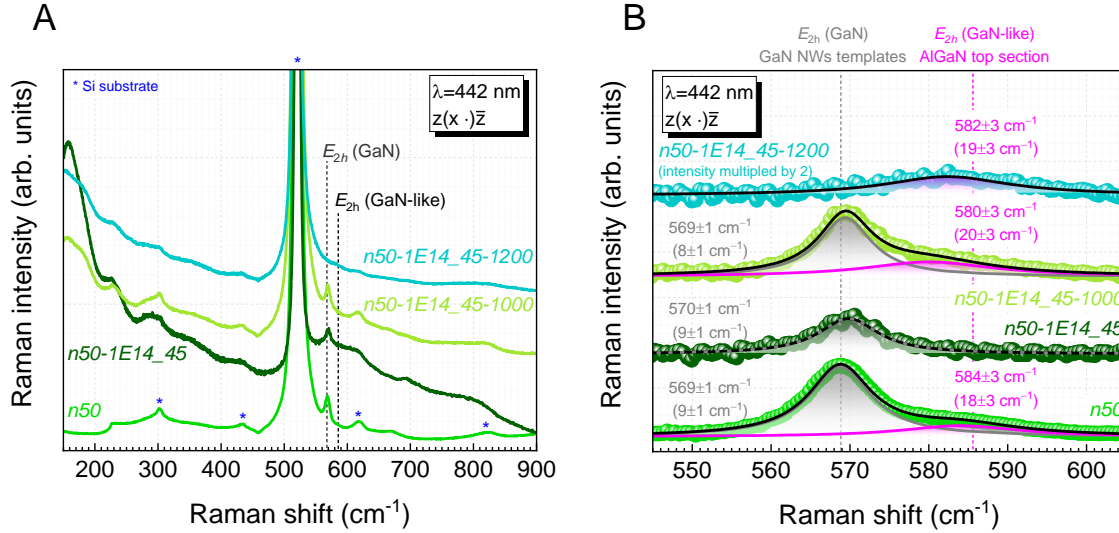 A
* Si substrate
*
λ=442 nm
z(x ·)z̅
E2h (GaN)
E2h (GaN-like)
n50-1E14_45-1200
n50-1E14_45-1000
n50-1E14_45
n50
*
*
*
*
Raman intensity (arb. units)
200 300 400 500 600 700 800 900
Raman shift (cm⁻¹)
B
E2h (GaN)
GaN NWs templates
E2h (GaN-like)
AlGaN top section
λ=442 nm
z(x ·)z̅
n50-1E14_45-1200
(intensity multipled by 2)
582±3 cm⁻¹
(19±3 cm⁻¹)
569±1 cm⁻¹
(8±1 cm⁻¹)
580±3 cm⁻¹
(20±3 cm⁻¹)
n50-1E14_45-1000
570±1 cm⁻¹
(9±1 cm⁻¹)
n50-1E14_45
569±1 cm⁻¹
(9±1 cm⁻¹)
584±3 cm⁻¹
(18±3 cm⁻¹)
n50
Raman intensity (arb. units)
550 560 570 580 590 600
Raman shift (cm⁻¹)